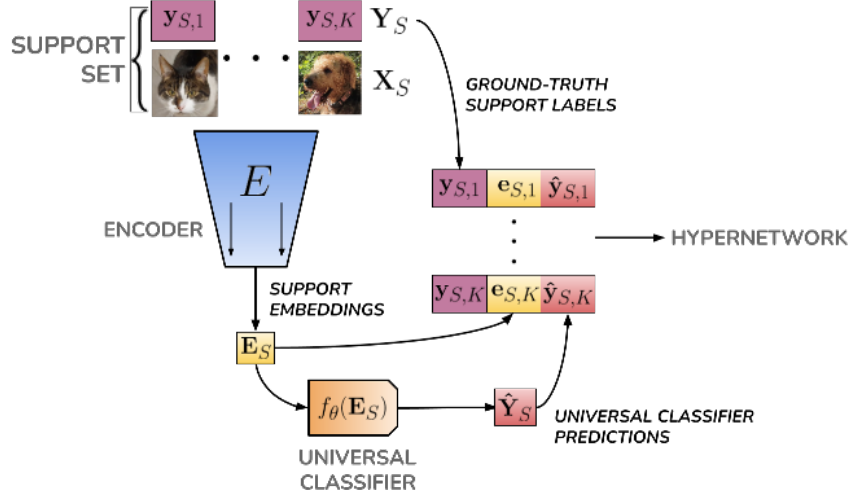 SUPPORT
SET
𝐲_{S,1}
𝐲_{S,K}
𝐘_S
𝐗_S
GROUND-TRUTH
SUPPORT LABELS
E
ENCODER
𝐲_{S,1} 𝐞_{S,1} 𝐲̂_{S,1}
HYPERNETWORK
𝐲_{S,K} 𝐞_{S,K} 𝐲̂_{S,K}
SUPPORT
EMBEDDINGS
𝐄_S
f_θ(𝐄_S)
𝐘̂_S
UNIVERSAL CLASSIFIER
PREDICTIONS
UNIVERSAL
CLASSIFIER